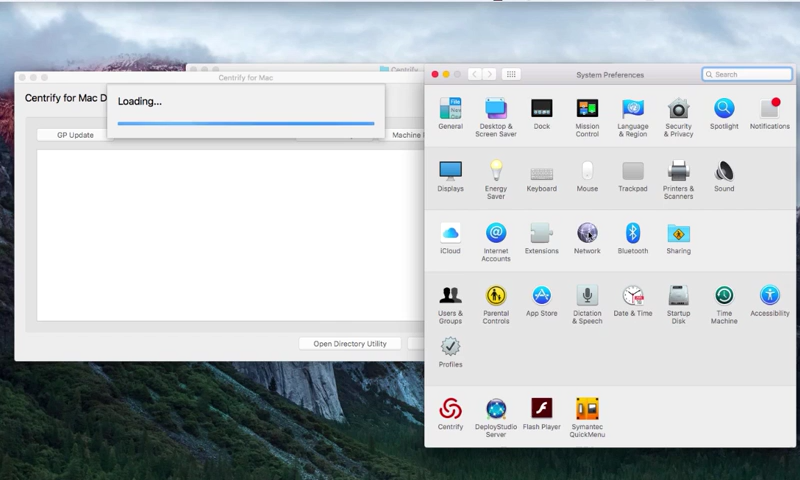 Centrify
Centrify for Mac
System Preferences
Search
Centrify for Mac D
Loading...
GP Update
Machine
General
Desktop &
Screen Saver
Dock
Mission
Control
Language
& Region
Security
& Privacy
Spotlight
Notifications
Displays
Energy
Saver
Keyboard
Mouse
Trackpad
Printers &
Scanners
Sound
iCloud
Internet
Accounts
Extensions
Network
Bluetooth
Sharing
Users &
Groups
Parental
Controls
App Store
Dictation
& Speech
Date & Time
Startup
Disk
Time
Machine
Accessibility
Profiles
Open Directory Utility
Centrify
DeployStudio
Server
Flash Player
Symantec
QuickMenu